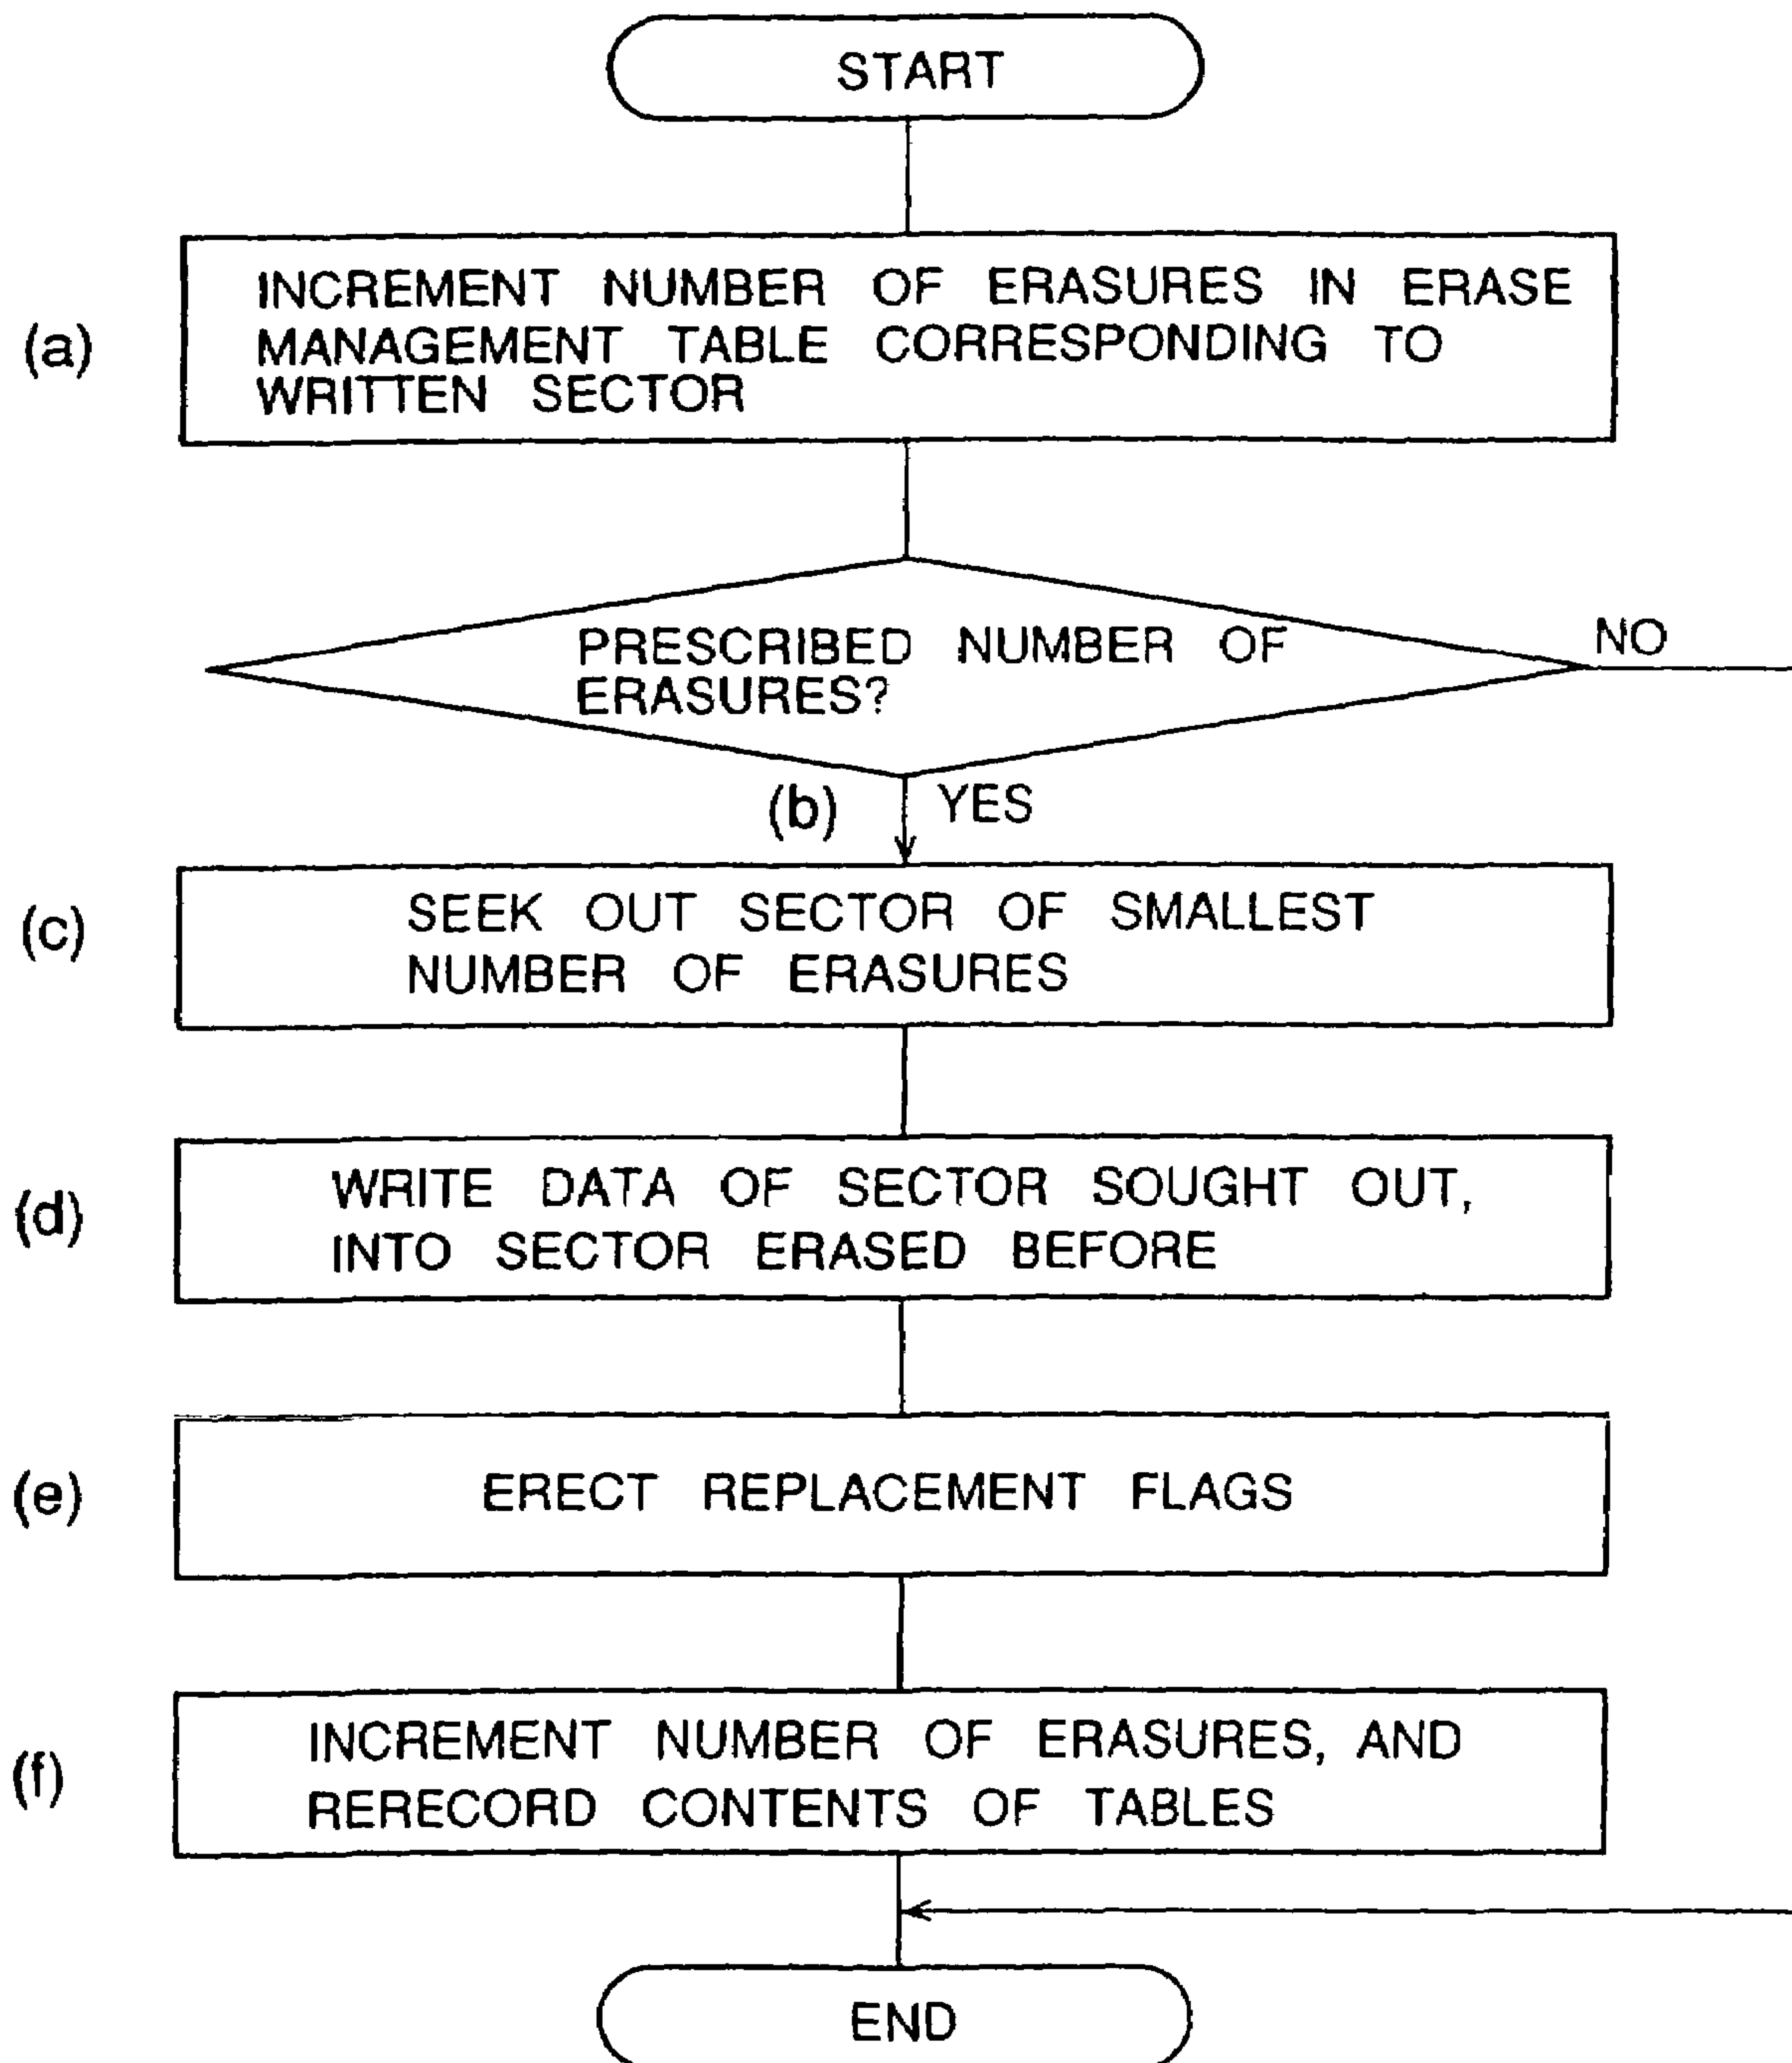 START
(a)
INCREMENT NUMBER OF ERASURES IN ERASE
MANAGEMENT TABLE CORRESPONDING TO
WRITTEN SECTOR
PRESCRIBED NUMBER OF
ERASURES?
NO
(b)
YES
(c)
SEEK OUT SECTOR OF SMALLEST
NUMBER OF ERASURES
(d)
WRITE DATA OF SECTOR SOUGHT OUT,
INTO SECTOR ERASED BEFORE
(e)
ERECT REPLACEMENT FLAGS
(f)
INCREMENT NUMBER OF ERASURES, AND
RERECORD CONTENTS OF TABLES
END